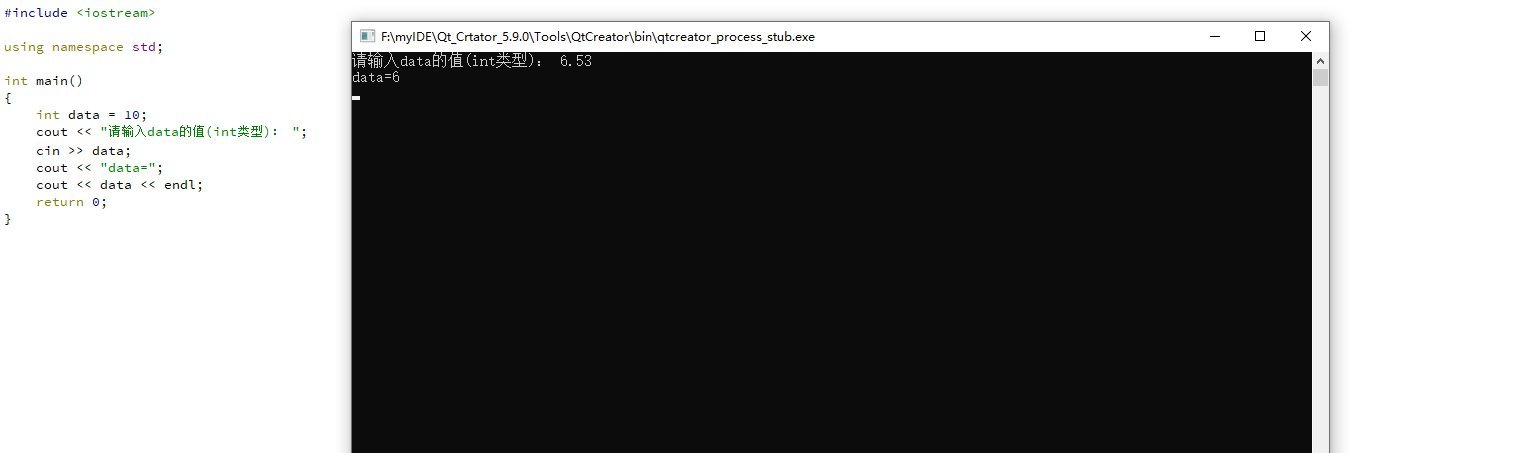 #include <iostream>
using namespace std;
int main()
{
    int data = 10;
    cout << "请输入data的值(int类型): ";
    cin >> data;
    cout << "data=";
    cout << data << endl;
    return 0;
}
F:\myIDE\Qt_Crtator_5.9.0\Tools\QtCreator\bin\qtcreator_process_stub.exe
请输入data的值(int类型): 6.53
data=6